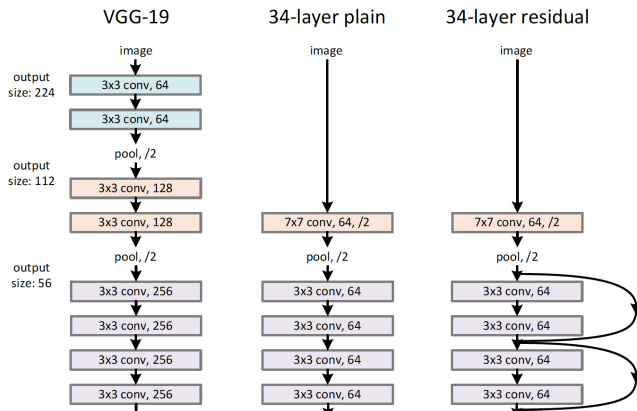 VGG-19
34-layer plain
34-layer residual
image
image
image
output
size: 224
3x3 conv, 64
3x3 conv, 64
pool, /2
output
size: 112
3x3 conv, 128
3x3 conv, 128
7x7 conv, 64, /2
7x7 conv, 64, /2
pool, /2
pool, /2
pool, /2
output
size: 56
3x3 conv, 256
3x3 conv, 64
3x3 conv, 64
3x3 conv, 256
3x3 conv, 64
3x3 conv, 64
3x3 conv, 256
3x3 conv, 64
3x3 conv, 64
3x3 conv, 256
3x3 conv, 64
3x3 conv, 64